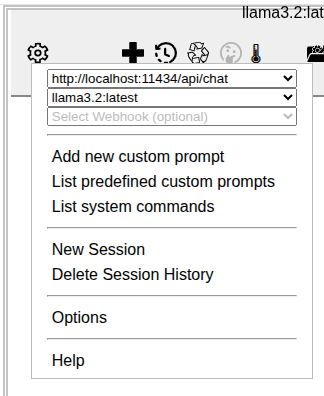 llama3.2:lat
http://localhost:11434/api/chat
llama3.2:latest
Select Webhook (optional)
Add new custom prompt
List predefined custom prompts
List system commands
New Session
Delete Session History
Options
Help